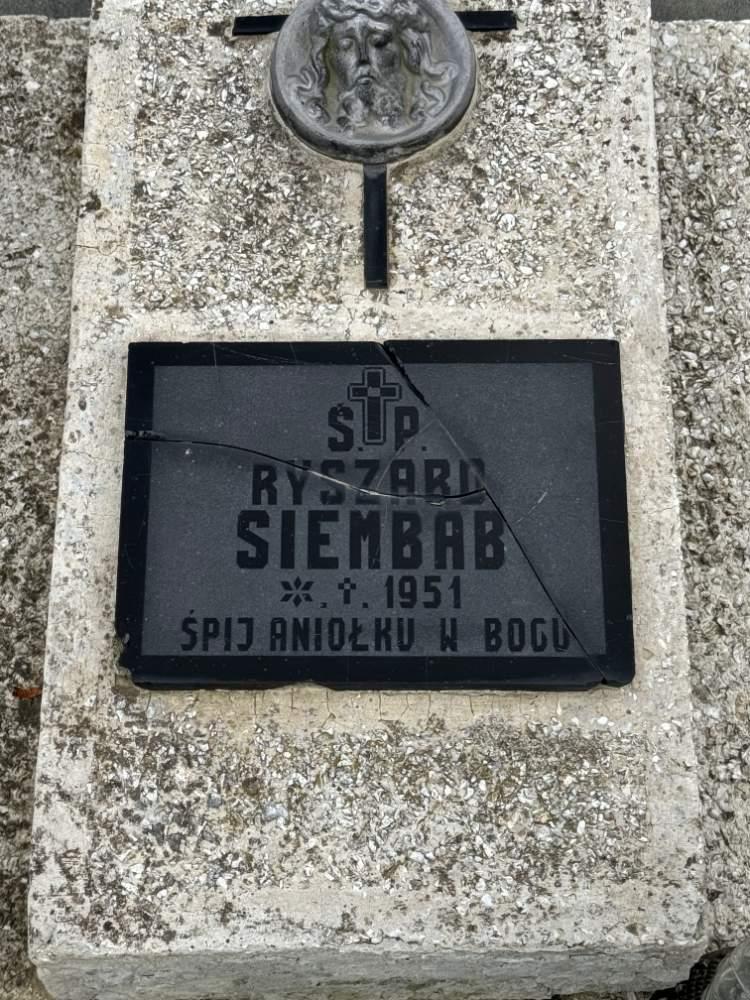 Ś. P.
RYSZARD
SIEMBAB
*. †. 1951
ŚPIJ ANIOŁKU W BOGU